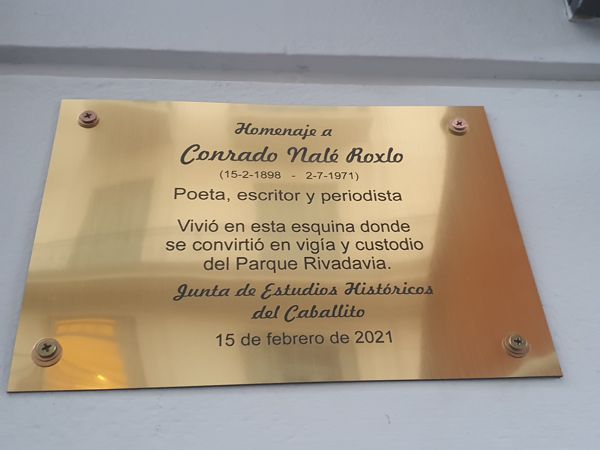 Homenaje a
Conrado Nalé Roxlo
(15-2-1898 - 2-7-1971)
Poeta, escritor y periodista
Vivió en esta esquina donde
se convirtió en vigía y custodio
del Parque Rivadavia.
Junta de Estudios Históricos
del Caballito
15 de febrero de 2021